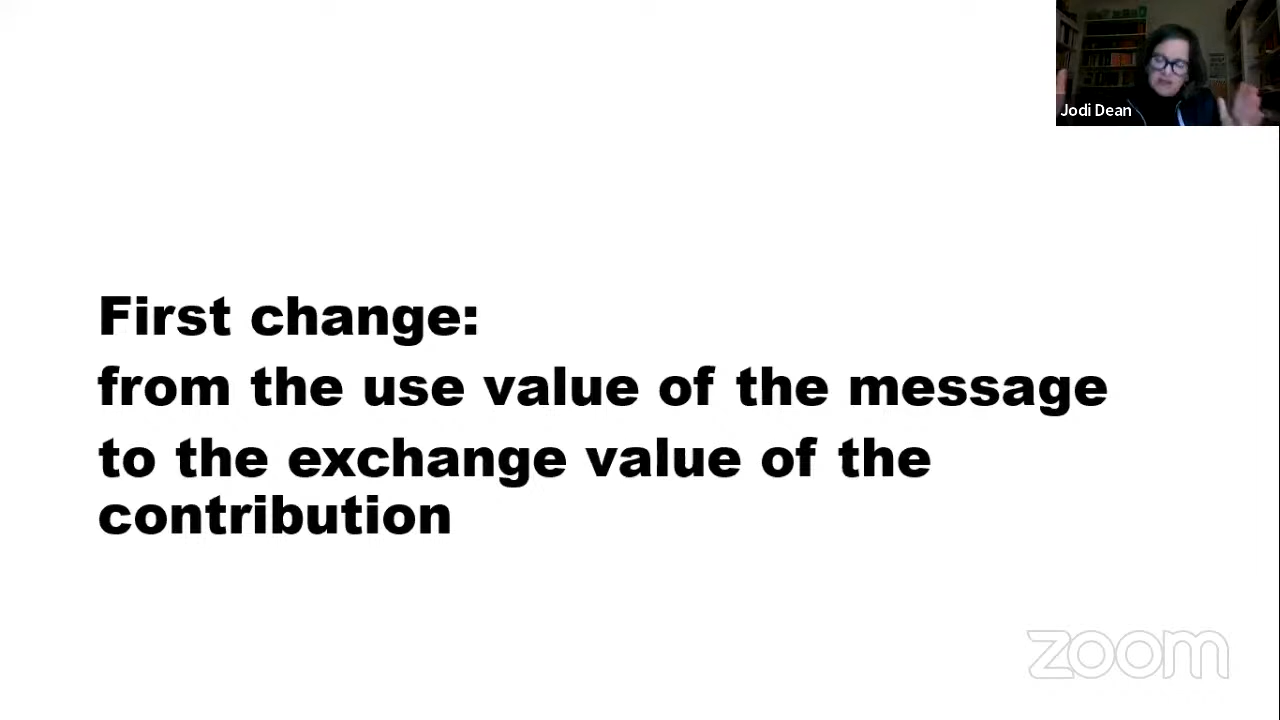 Jodi Dean
First change:
from the use value of the message
to the exchange value of the
contribution
zoom